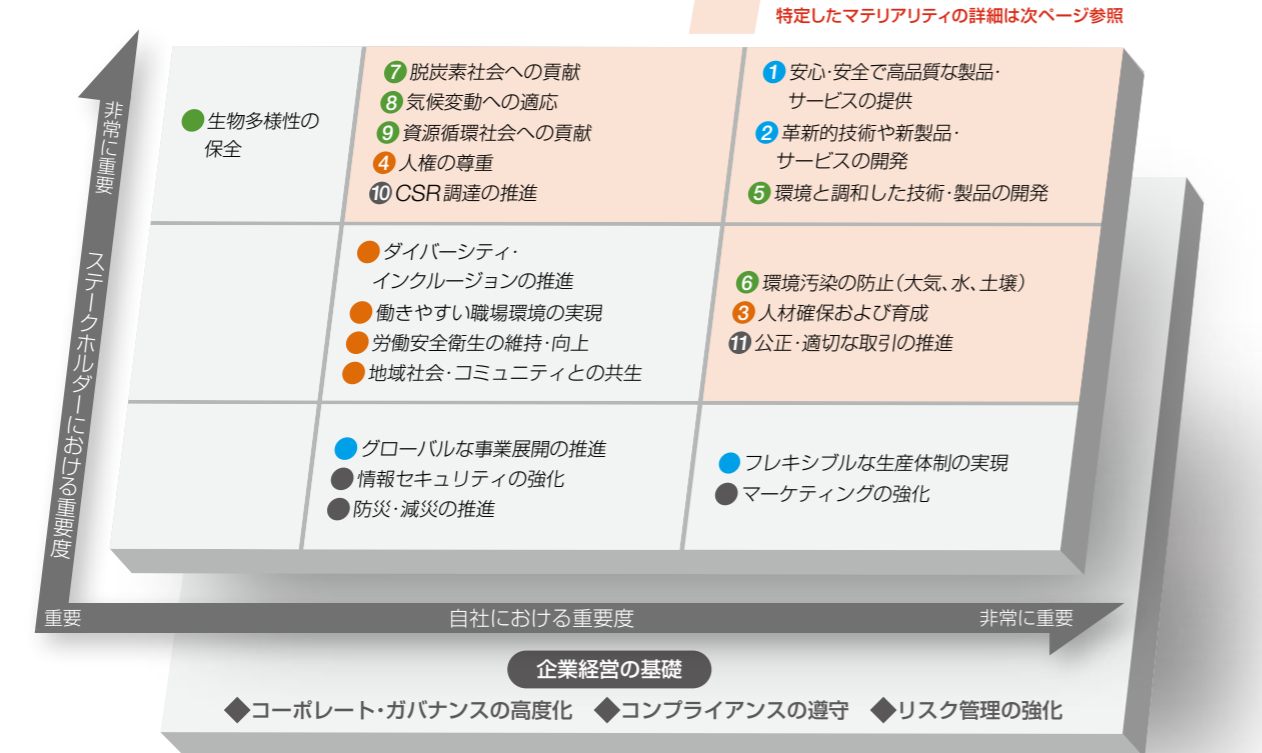 特定したマテリアリティの詳細は次ページ参照
非常に重要
ステークホルダーにおける重要度
生物多様性の
保全
7 脱炭素社会への貢献
8 気候変動への適応
9 資源循環社会への貢献
4 人権の尊重
10 CSR調達の推進
1 安心・安全で高品質な製品・
サービスの提供
2 革新的技術や新製品・
サービスの開発
5 環境と調和した技術・製品の開発
ダイバーシティ・
インクルージョンの推進
働きやすい職場環境の実現
労働安全衛生の維持・向上
地域社会・コミュニティとの共生
6 環境汚染の防止（大気、水、土壌）
3 人材確保および育成
11 公正・適切な取引の推進
グローバルな事業展開の推進
情報セキュリティの強化
防災・減災の推進
フレキシブルな生産体制の実現
マーケティングの強化
重要
自社における重要度
非常に重要
企業経営の基礎
◆コーポレート・ガバナンスの高度化 ◆コンプライアンスの遵守 ◆リスク管理の強化